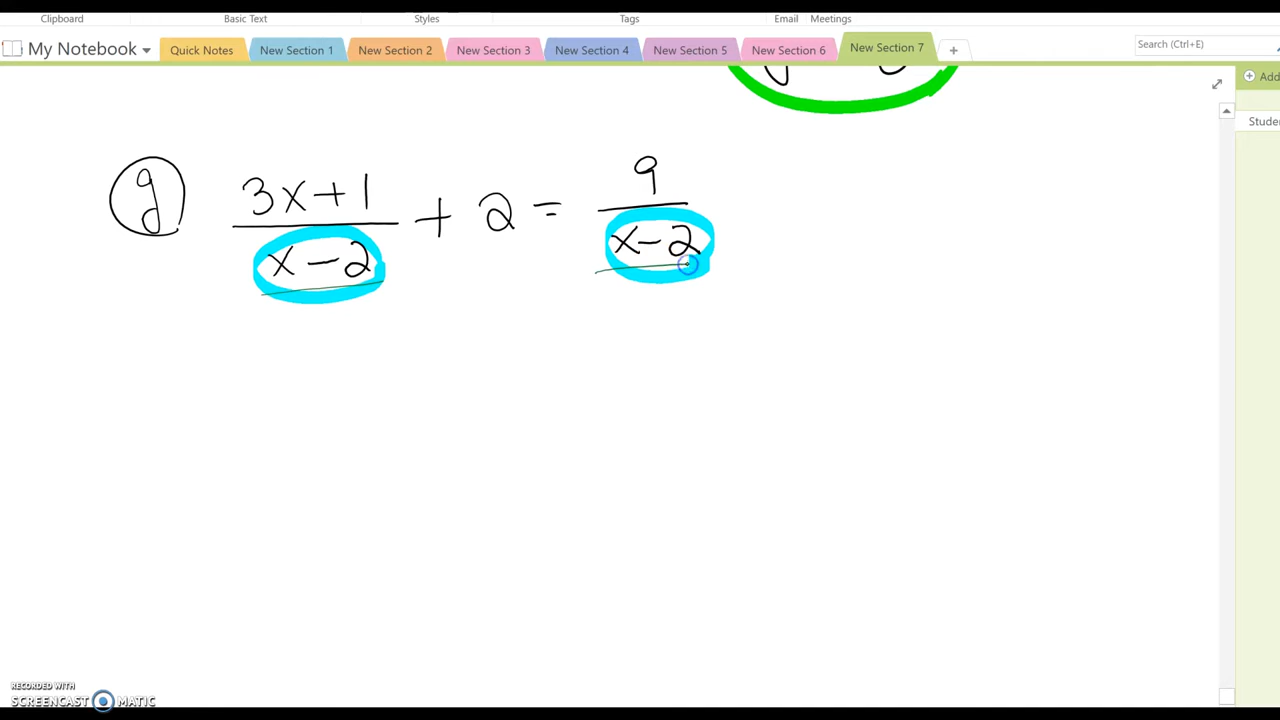 Clipboard Basic Text Styles Tags Email Meetings
My Notebook Quick Notes New Section 1 New Section 2 New Section 3 New Section 4 New Section 5 New Section 6 New Section 7 + Search (Ctrl+E)
Add
Studen
g (3x+1)/(x-2) + 2 = 9/(x-2)
RECORDED WITH
SCREENCAST MATIC